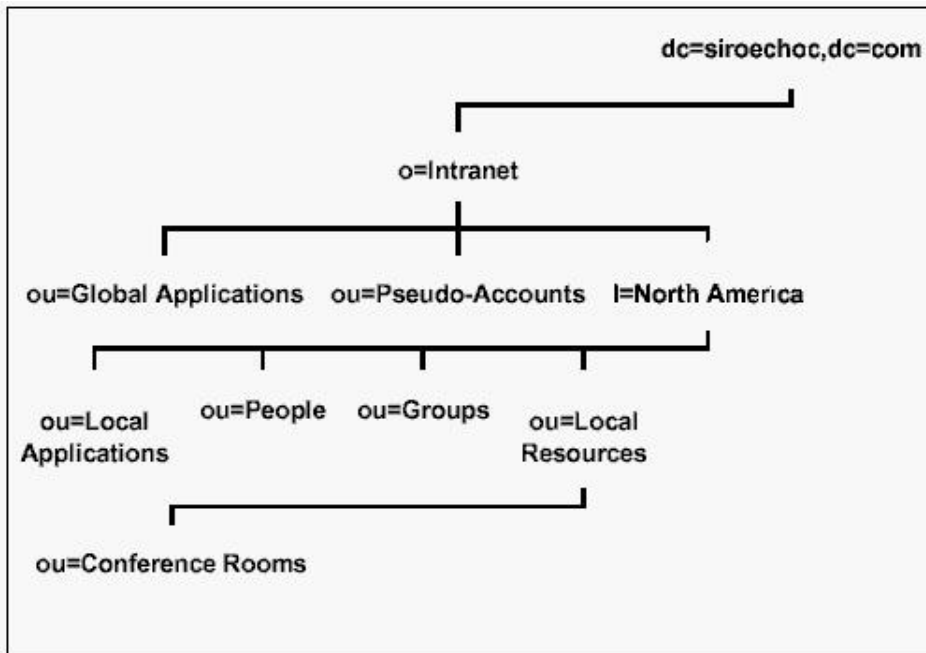 dc=siroechoc,dc=com
o=Intranet
ou=Global Applications
ou=Pseudo-Accounts
l=North America
ou=Local
Applications
ou=People
ou=Groups
ou=Local
Resources
ou=Conference Rooms